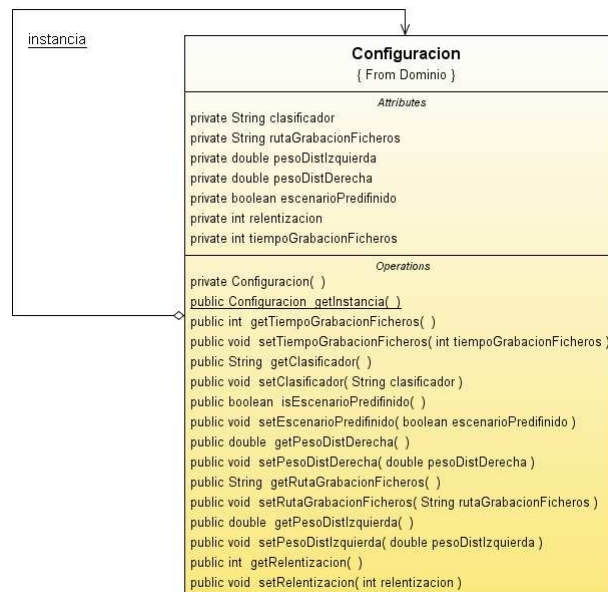 instancia
Configuracion
{ From Dominio }
Attributes
private String clasificador
private String rutaGrabacionFicheros
private double pesoDistIzquierda
private double pesoDistDerecha
private boolean escenarioPredifinido
private int relentizacion
private int tiempoGrabacionFicheros
Operations
private Configuracion( )
public Configuracion getInstancia( )
public int getTiempoGrabacionFicheros( )
public void setTiempoGrabacionFicheros( int tiempoGrabacionFicheros )
public String getClasificador( )
public void setClasificador( String clasificador )
public boolean isEscenarioPredifinido( )
public void setEscenarioPredifinido( boolean escenarioPredifinido )
public double getPesoDistDerecha( )
public void setPesoDistDerecha( double pesoDistDerecha )
public String getRutaGrabacionFicheros( )
public void setRutaGrabacionFicheros( String rutaGrabacionFicheros )
public double getPesoDistIzquierda( )
public void setPesoDistIzquierda( double pesoDistIzquierda )
public int getRelentizacion( )
public void setRelentizacion( int relentizacion )